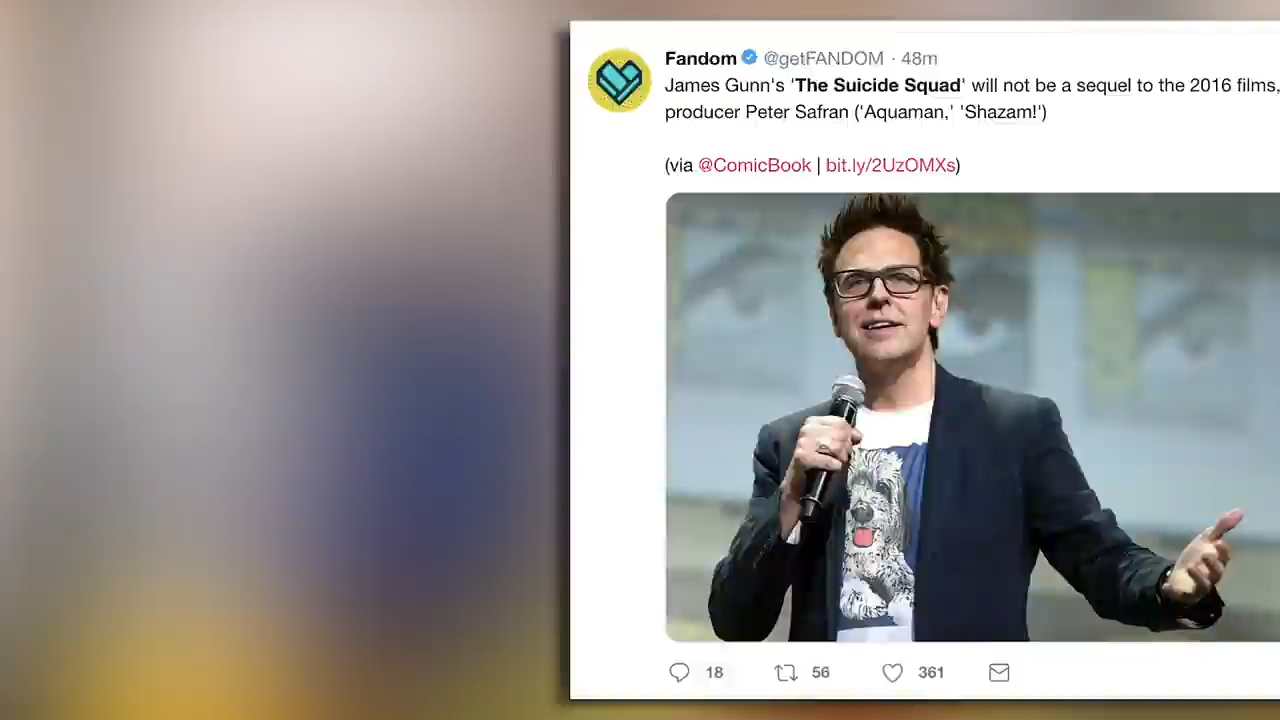 Fandom @getFANDOM · 48m
James Gunn's 'The Suicide Squad' will not be a sequel to the 2016 films,
producer Peter Safran ('Aquaman,' 'Shazam!')
(via @ComicBook | bit.ly/2UzOMXs)
18 56 361